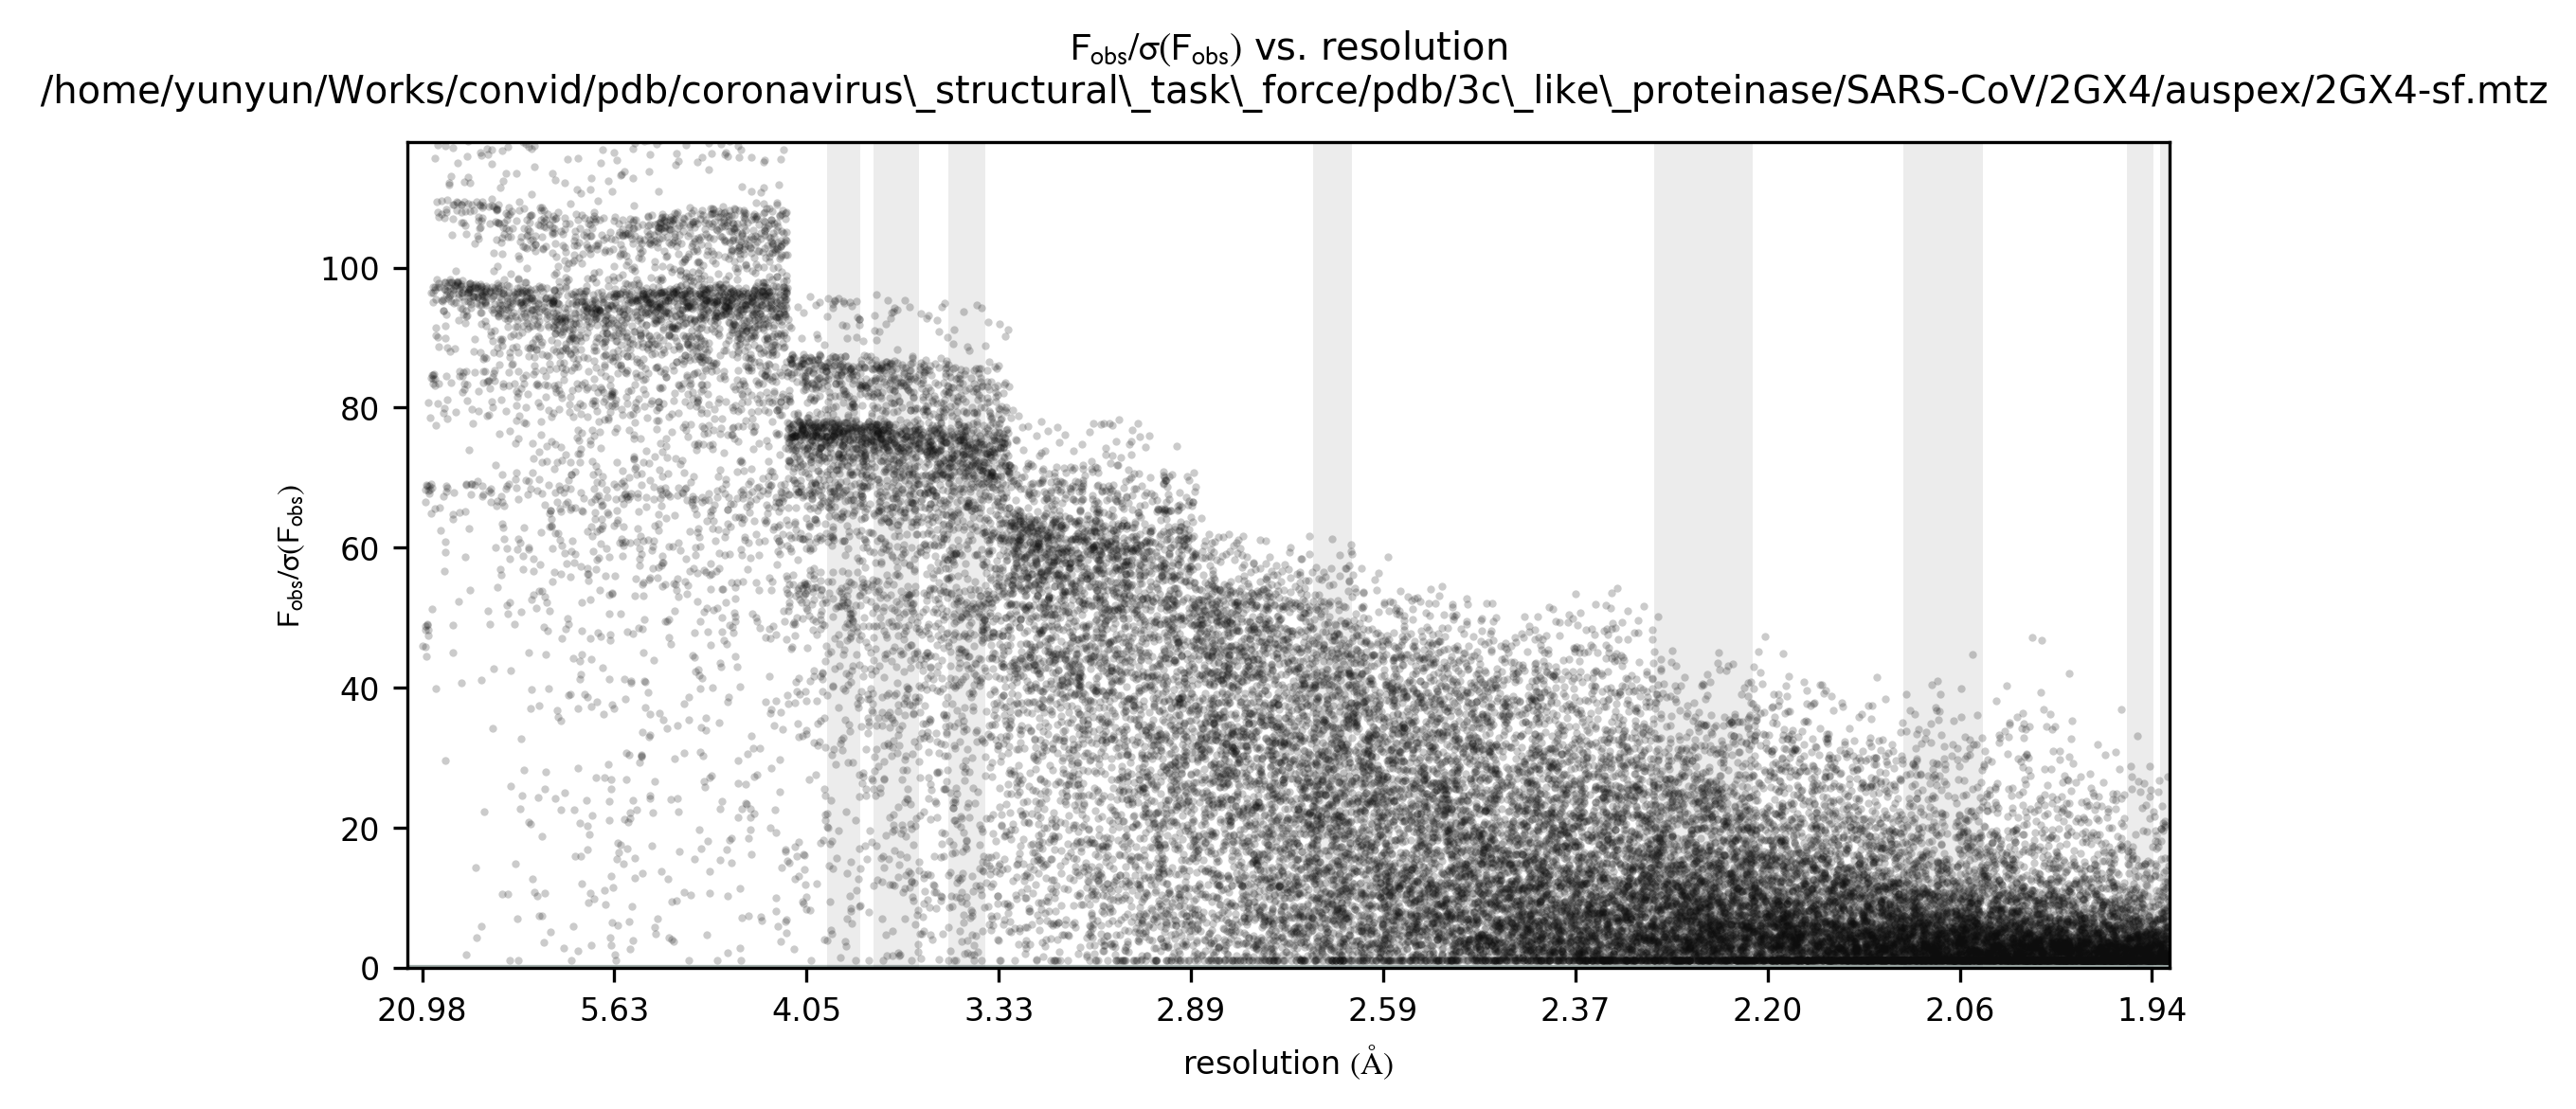 Fobs/σ(Fobs) vs. resolution
/home/yunyun/Works/convid/pdb/coronavirus\_structural\_task\_force/pdb/3c\_like\_proteinase/SARS-CoV/2GX4/auspex/2GX4-sf.mtz
Fobs/σ(Fobs)
100
80
60
40
20
0
20.98 5.63 4.05 3.33 2.89 2.59 2.37 2.20 2.06 1.94
resolution (Å)